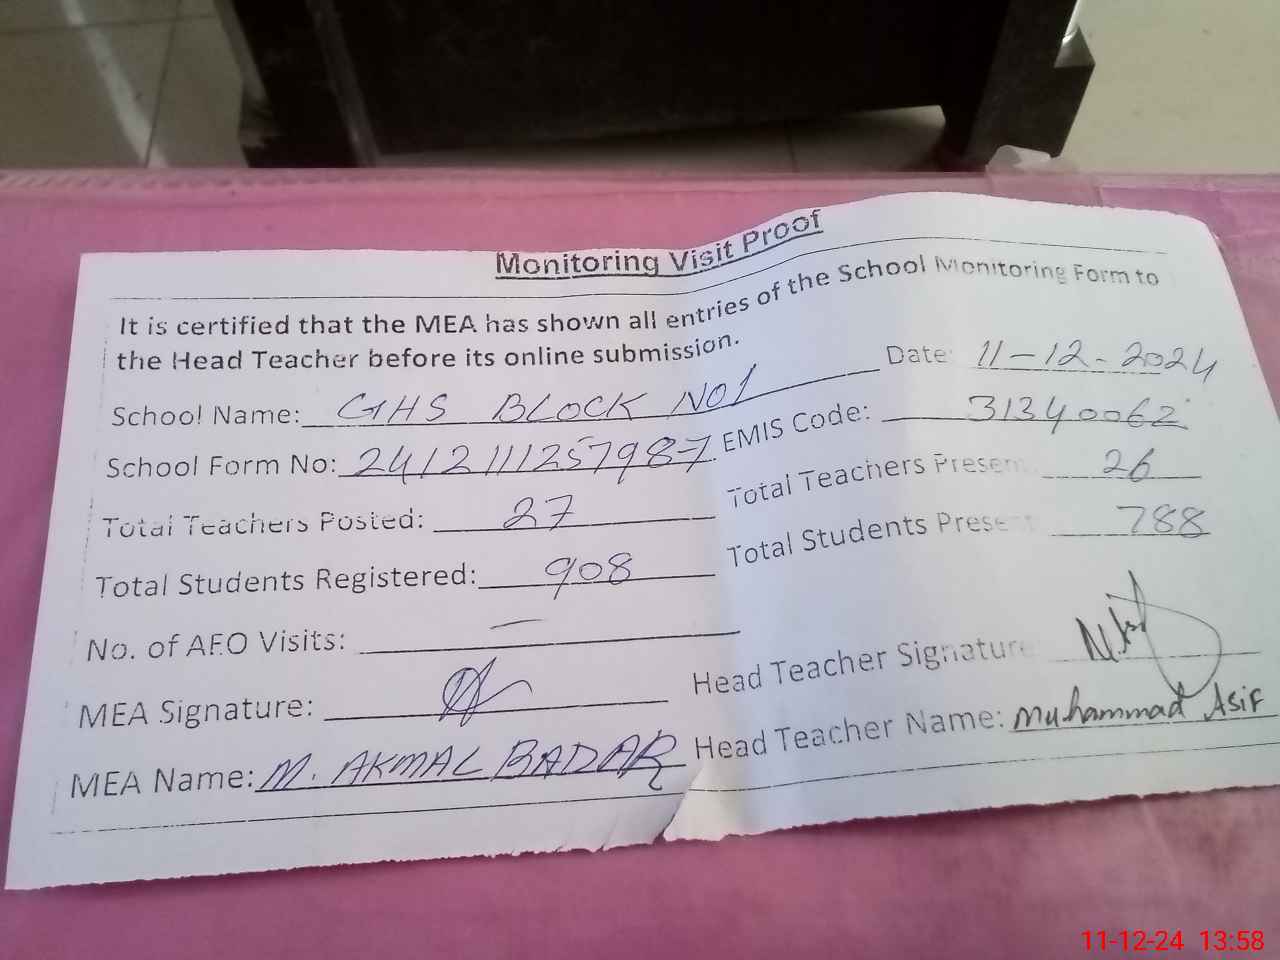 Monitoring Visit Proof
It is certified that the MEA has shown all entries of the School Monitoring Form to
the Head Teacher before its online submission.
Date: 11-12-2024
School Name: GHS BLOCK NO1
EMIS Code: 31340062
School Form No: 2412111257987
Total Teachers Present 26
Total Teachers Posted: 27
Total Students Present 788
Total Students Registered: 908
No. of AEO Visits: —
MEA Signature:
Head Teacher Signature
MEA Name: M. AKMAL BADAR
Head Teacher Name: Muhammad Asif
11-12-24 13:58